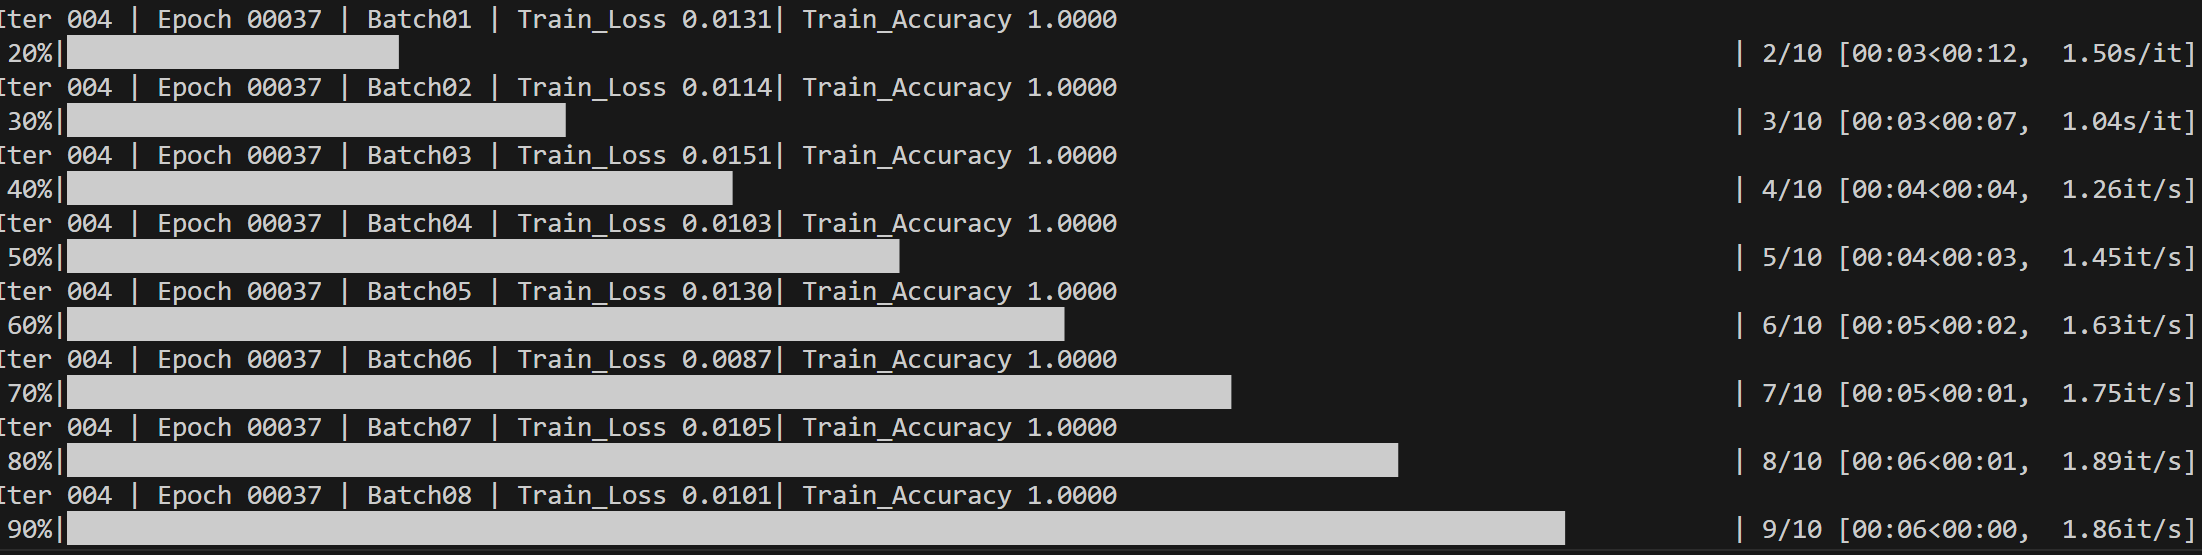 Iter 004 | Epoch 00037 | Batch01 | Train_Loss 0.0131| Train_Accuracy 1.0000
20%| | 2/10 [00:03<00:12,  1.50s/it]
Iter 004 | Epoch 00037 | Batch02 | Train_Loss 0.0114| Train_Accuracy 1.0000
30%| | 3/10 [00:03<00:07,  1.04s/it]
Iter 004 | Epoch 00037 | Batch03 | Train_Loss 0.0151| Train_Accuracy 1.0000
40%| | 4/10 [00:04<00:04,  1.26it/s]
Iter 004 | Epoch 00037 | Batch04 | Train_Loss 0.0103| Train_Accuracy 1.0000
50%| | 5/10 [00:04<00:03,  1.45it/s]
Iter 004 | Epoch 00037 | Batch05 | Train_Loss 0.0130| Train_Accuracy 1.0000
60%| | 6/10 [00:05<00:02,  1.63it/s]
Iter 004 | Epoch 00037 | Batch06 | Train_Loss 0.0087| Train_Accuracy 1.0000
70%| | 7/10 [00:05<00:01,  1.75it/s]
Iter 004 | Epoch 00037 | Batch07 | Train_Loss 0.0105| Train_Accuracy 1.0000
80%| | 8/10 [00:06<00:01,  1.89it/s]
Iter 004 | Epoch 00037 | Batch08 | Train_Loss 0.0101| Train_Accuracy 1.0000
90%| | 9/10 [00:06<00:00,  1.86it/s]